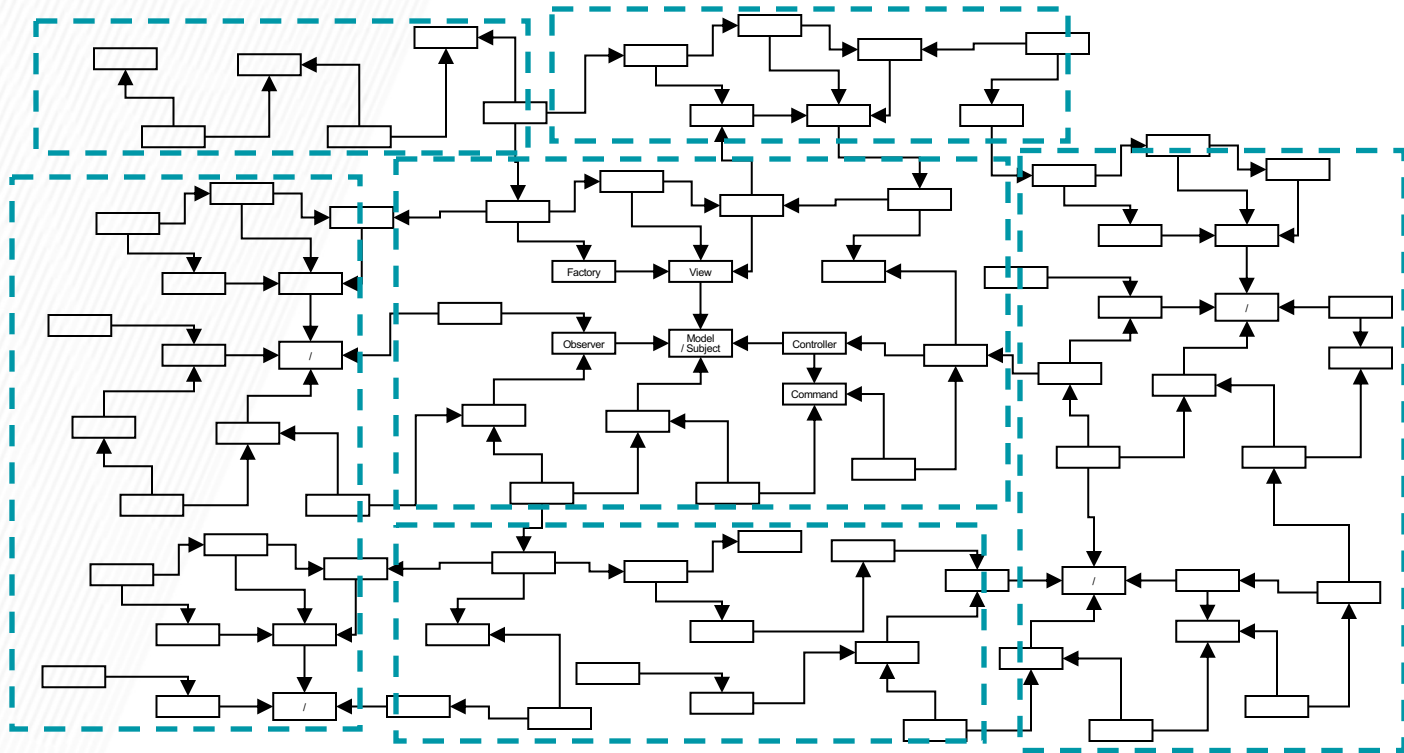 Factory
View
Observer
Model
/ Subject
Controller
Command
/
/
/
/